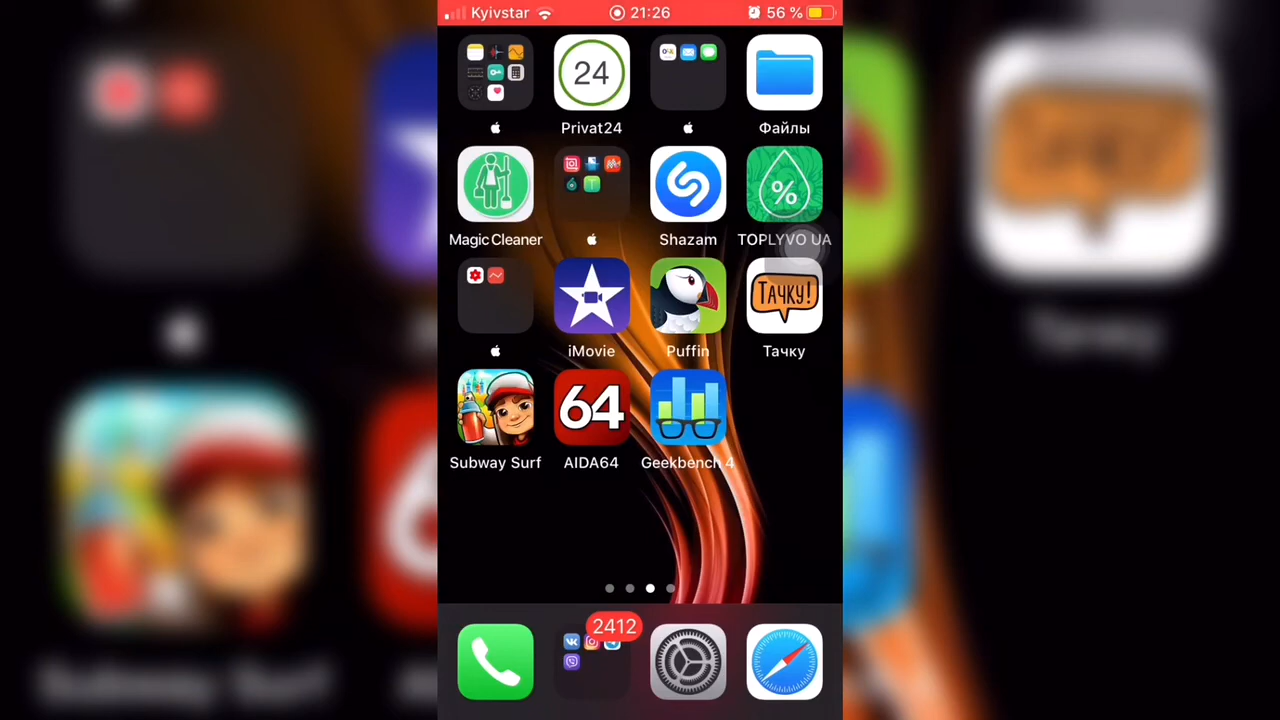 Kyivstar 21:26 56 %
24
Privat24 Файлы
%
Magic Cleaner Shazam TOPLYVO UA
ТАЧКУ!
iMovie Puffin Тачку
64
Subway Surf AIDA64 Geekbench 4
2412